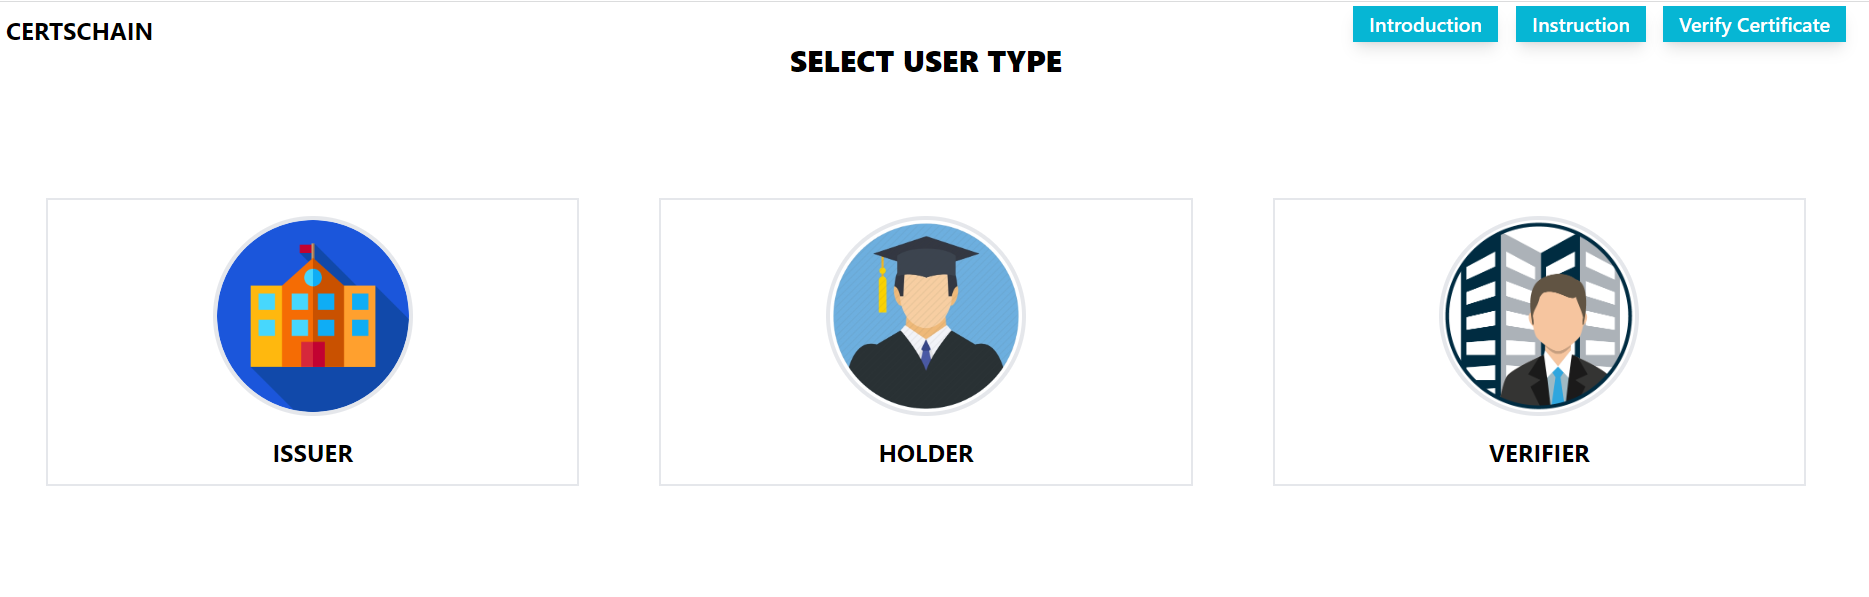 CERTSCHAIN
Introduction
Instruction
Verify Certificate
SELECT USER TYPE
ISSUER
HOLDER
VERIFIER